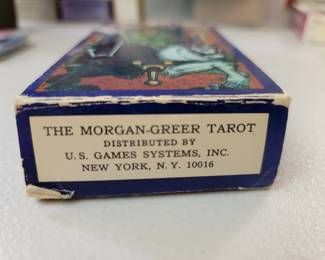 THE MORGAN-GREER TAROT
DISTRIBUTED BY
U.S. GAMES SYSTEMS, INC.
NEW YORK, N.Y. 10016